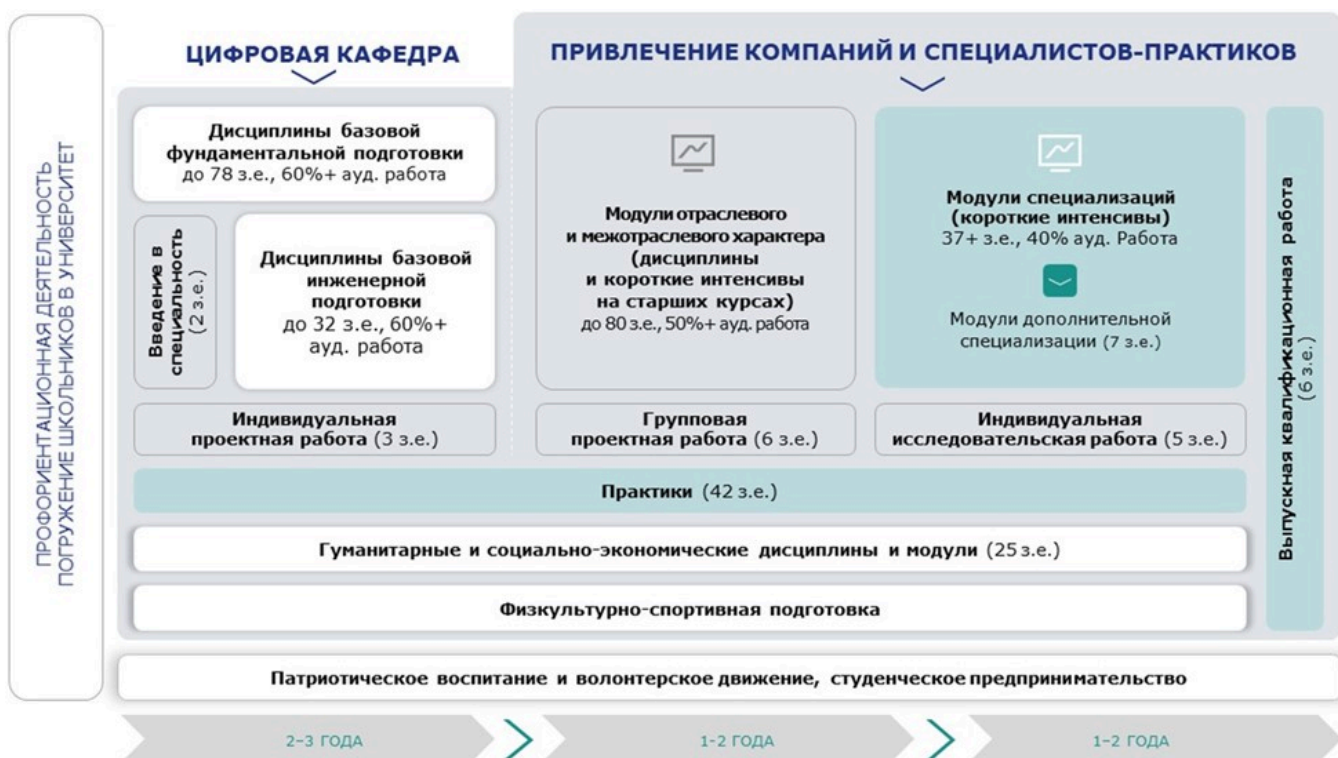 ПРОФОРИЕНТАЦИОННАЯ ДЕЯТЕЛЬНОСТЬ
ПОГРУЖЕНИЕ ШКОЛЬНИКОВ В УНИВЕРСИТЕТ
ЦИФРОВАЯ КАФЕДРА
ПРИВЛЕЧЕНИЕ КОМПАНИЙ И СПЕЦИАЛИСТОВ-ПРАКТИКОВ
Дисциплины базовой
фундаментальной подготовки
до 78 з.е., 60%+ ауд. работа
Введение в
специальность
(2 з.е.)
Дисциплины базовой
инженерной
подготовки
до 32 з.е., 60%+
ауд. работа
Модули отраслевого
и межотраслевого характера
(дисциплины
и короткие интенсивы
на старших курсах)
до 80 з.е., 50%+ ауд. работа
Модули специализаций
(короткие интенсивы)
37+ з.е., 40% ауд. Работа
Модули дополнительной
специализации (7 з.е.)
Выпускная квалификационная работа
(6 з.е.)
Индивидуальная
проектная работа (3 з.е.)
Групповая
проектная работа (6 з.е.)
Индивидуальная
исследовательская работа (5 з.е.)
Практики (42 з.е.)
Гуманитарные и социально-экономические дисциплины и модули (25 з.е.)
Физкультурно-спортивная подготовка
Патриотическое воспитание и волонтерское движение, студенческое предпринимательство
2–3 ГОДА
1-2 ГОДА
1–2 ГОДА